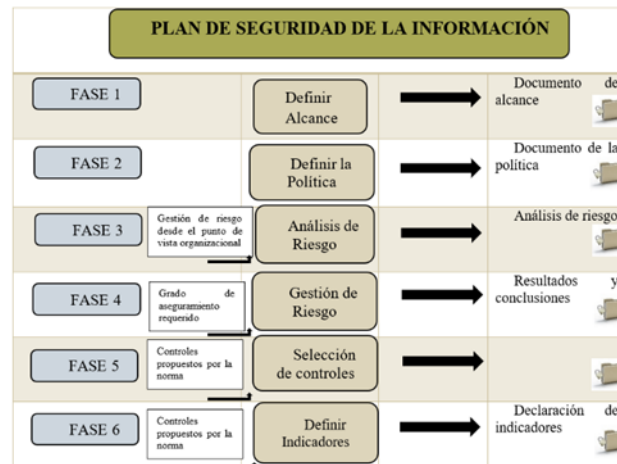 PLAN DE SEGURIDAD DE LA INFORMACIÓN
FASE 1
Definir
Alcance
Documento de
alcance
FASE 2
Definir la
Política
Documento de la
política
FASE 3
Gestión de riesgo
desde el punto de
vista organizacional
Análisis de
Riesgo
Análisis de riesgo
FASE 4
Grado de
aseguramiento
requerido
Gestión de
Riesgo
Resultados y
conclusiones
FASE 5
Controles
propuestos por la
norma
Selección
de controles
FASE 6
Controles
propuestos por la
norma
Definir
Indicadores
Declaración de
indicadores